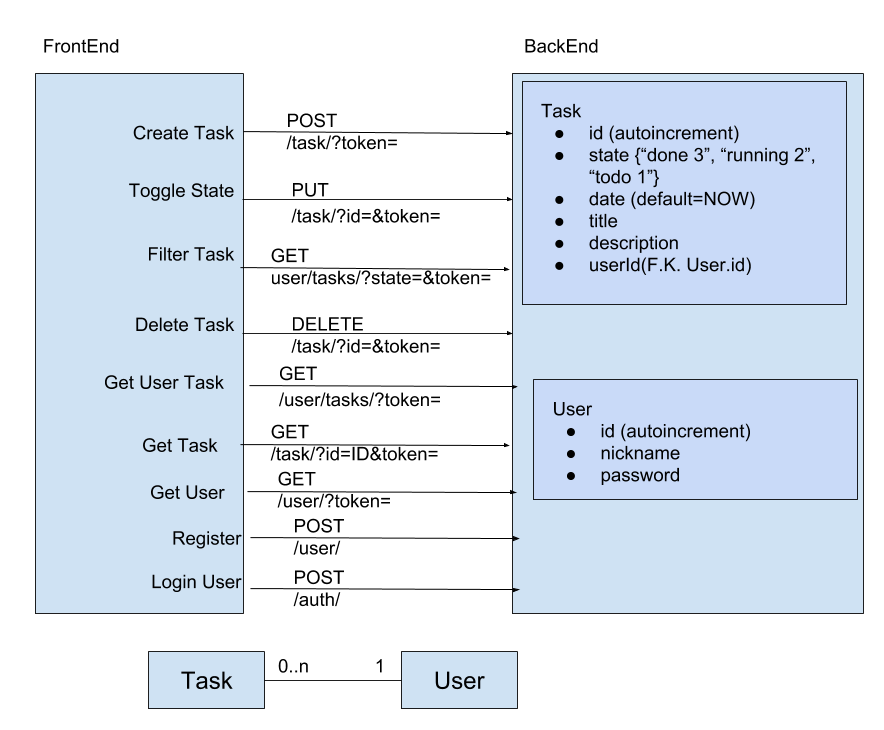 FrontEnd
BackEnd
Create Task
POST
/task/?token=
Toggle State
PUT
/task/?id=&token=
Filter Task
GET
user/tasks/?state=&token=
Delete Task
DELETE
/task/?id=&token=
Get User Task
GET
/user/tasks/?token=
Get Task
GET
/task/?id=ID&token=
Get User
GET
/user/?token=
Register
POST
/user/
Login User
POST
/auth/
Task
● id (autoincrement)
● state {“done 3”, “running 2”,
“todo 1”}
● date (default=NOW)
● title
● description
● userId(F.K. User.id)
User
● id (autoincrement)
● nickname
● password
Task
0..n
1
User